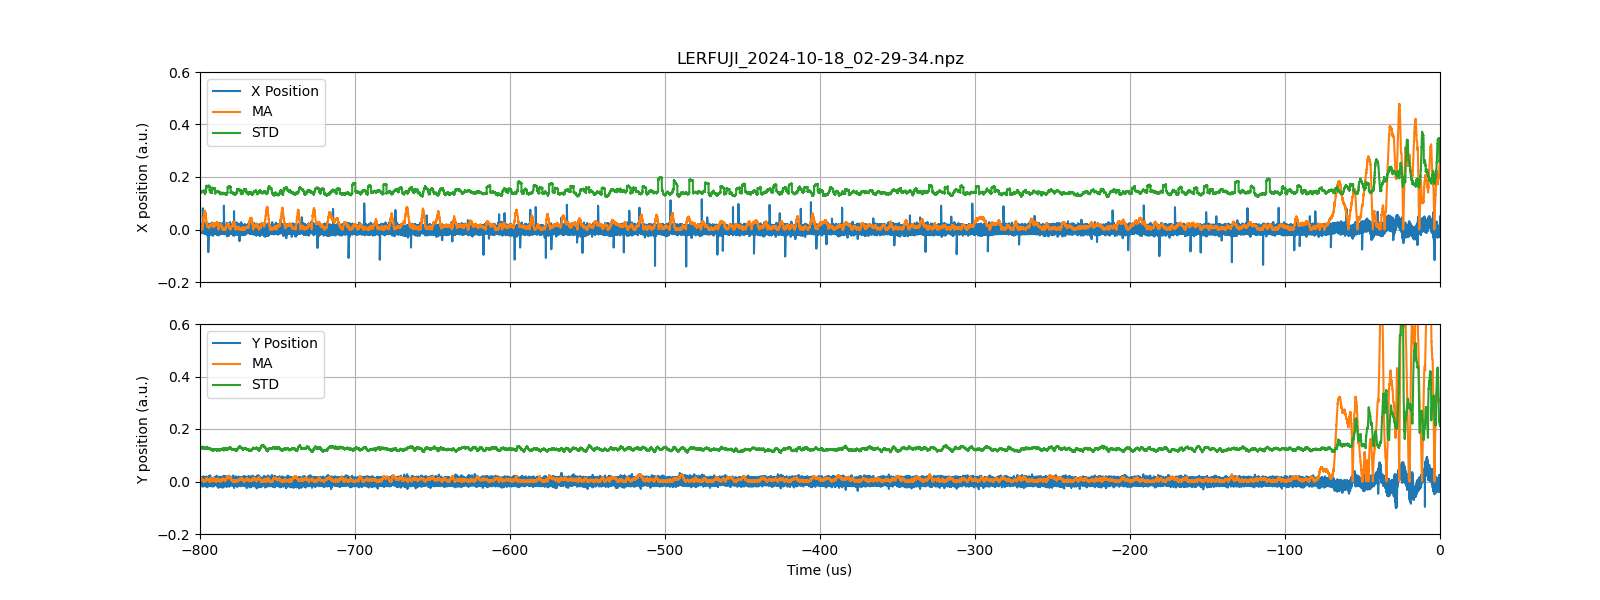 LERFUJI_2024-10-18_02-29-34.npz
X position (a.u.)
0.6
0.4
0.2
0.0
−0.2
X Position
MA
STD
Y position (a.u.)
0.6
0.4
0.2
0.0
−0.2
Y Position
MA
STD
−800 −700 −600 −500 −400 −300 −200 −100 0
Time (us)